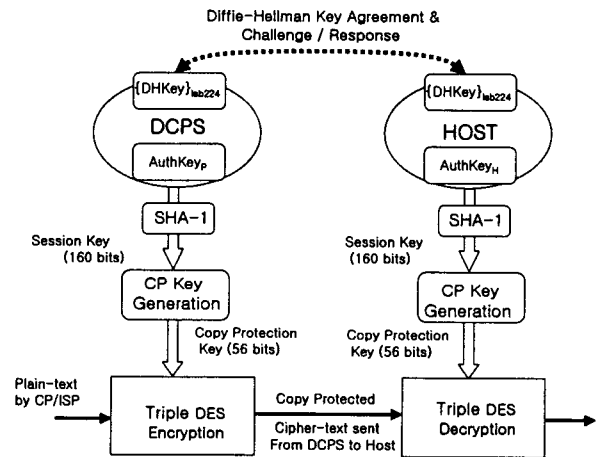 Diffie-Hellman Key Agreement &
Challenge / Response
{DHKey}lsb224
{DHKey}lsb224
DCPS
HOST
AuthKeyP
AuthKeyH
SHA-1
SHA-1
Session Key
(160 bits)
Session Key
(160 bits)
CP Key
Generation
CP Key
Generation
Copy Protection
Key (56 bits)
Copy Protection
Key (56 bits)
Plain-text
by CP/ISP
Triple DES
Encryption
Copy Protected
Cipher-text sent
From DCPS to Host
Triple DES
Decryption